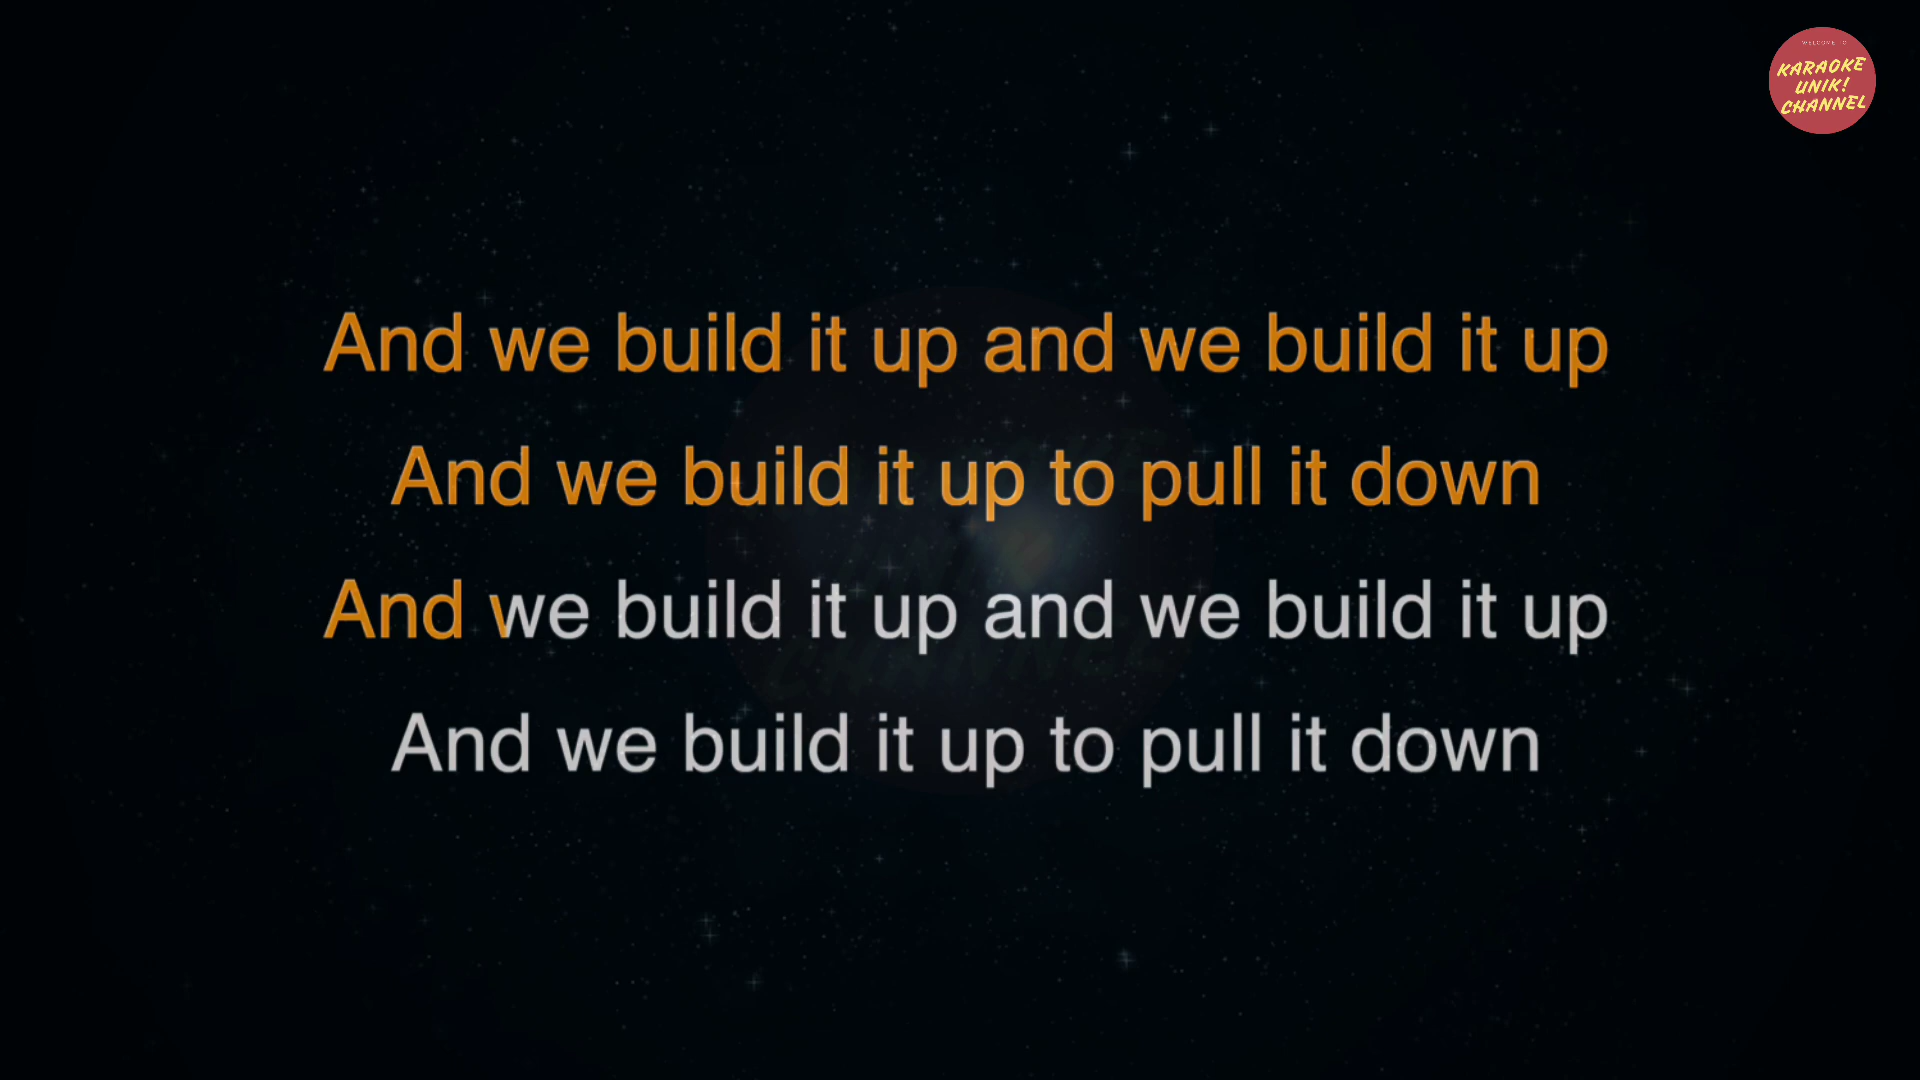 WELCOME TO
KARAOKE
UNIK!
CHANNEL
And we build it up and we build it up
And we build it up to pull it down
And we build it up and we build it up
And we build it up to pull it down